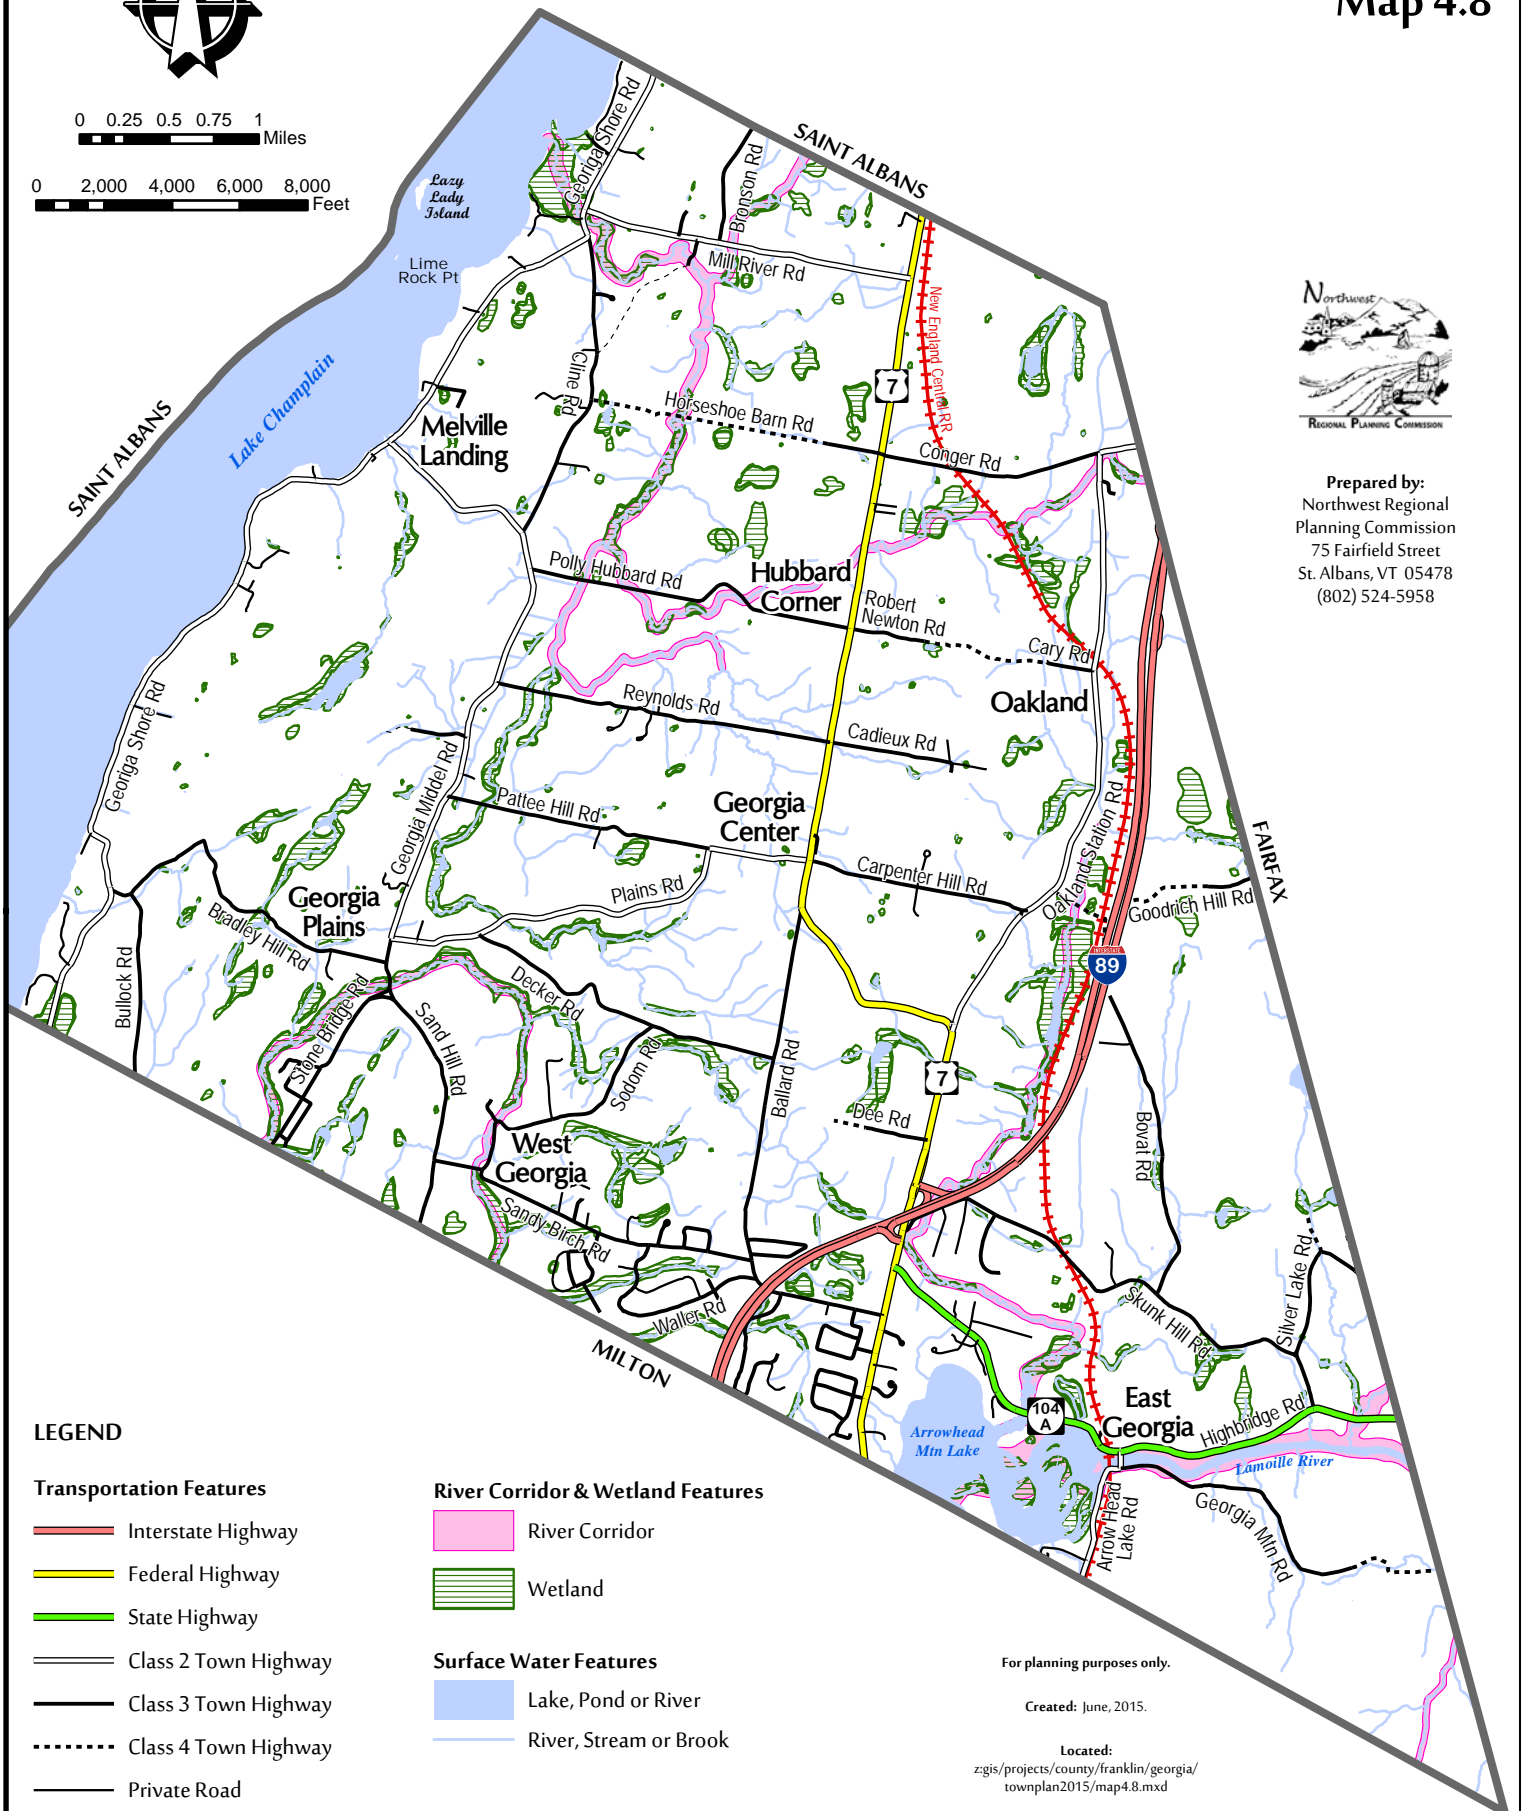 Map 4.8
0 0.25 0.5 0.75 1
Miles
0 2,000 4,000 6,000 8,000
Feet
SAINT ALBANS
Georiga Shore Rd
Bronson Rd
Lazy
Lady
Island
Lime
Rock Pt
Mill River Rd
New England Central RR
Northwest
REGIONAL PLANNING COMMISSION
Lake Champlain
SAINT ALBANS
Cline Rd
7
Horseshoe Barn Rd
Melville
Landing
Conger Rd
Prepared by:
Northwest Regional
Planning Commission
75 Fairfield Street
St. Albans, VT 05478
(802) 524-5958
Polly Hubbard Rd
Hubbard
Corner
Robert
Newton Rd
Cary Rd
Oakland
Georiga Shore Rd
Reynolds Rd
Cadieux Rd
Georgia Middel Rd
Pattee Hill Rd
Georgia
Center
Oakland Station Rd
FAIRFAX
Carpenter Hill Rd
Plains Rd
Georgia
Plains
Goodrich Hill Rd
Bradley Hill Rd
Bullock Rd
INTERSTATE
89
Decker Rd
Stone Bridge Rd
Sand Hill Rd
Sodom Rd
Ballard Rd
7
Dee Rd
Bovat Rd
West
Georgia
Sandy Birch Rd
Silver Lake Rd
Skunk Hill Rd
Waller Rd
MILTON
East
Georgia
104
A
Highbridge Rd
Arrowhead
Mtn Lake
Lamoille River
Georgia Mtn Rd
Arrow Head
Lake Rd
LEGEND
Transportation Features
Interstate Highway
Federal Highway
State Highway
Class 2 Town Highway
Class 3 Town Highway
Class 4 Town Highway
Private Road
River Corridor & Wetland Features
River Corridor
Wetland
Surface Water Features
Lake, Pond or River
River, Stream or Brook
For planning purposes only.
Created: June, 2015.
Located:
z:gis/projects/county/franklin/georgia/
townplan2015/map4.8.mxd